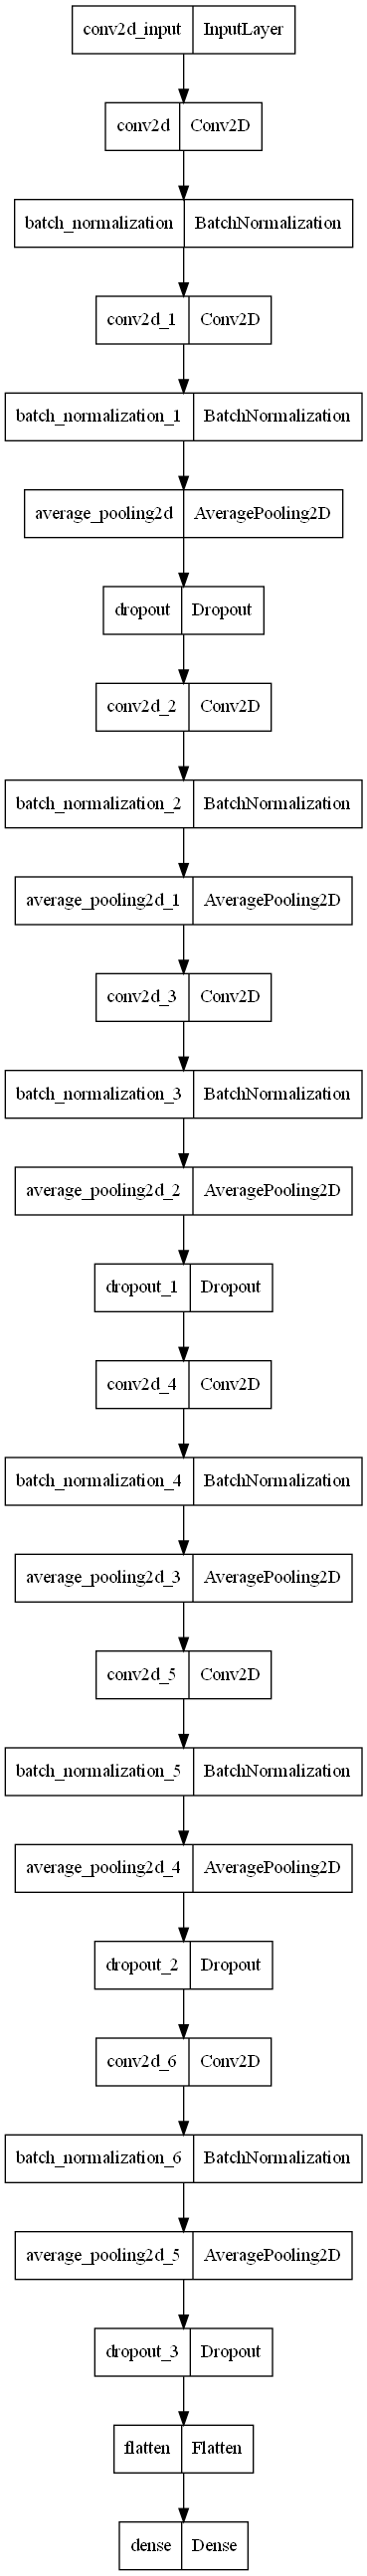 conv2d_input InputLayer
conv2d Conv2D
batch_normalization BatchNormalization
conv2d_1 Conv2D
batch_normalization_1 BatchNormalization
average_pooling2d AveragePooling2D
dropout Dropout
conv2d_2 Conv2D
batch_normalization_2 BatchNormalization
average_pooling2d_1 AveragePooling2D
conv2d_3 Conv2D
batch_normalization_3 BatchNormalization
average_pooling2d_2 AveragePooling2D
dropout_1 Dropout
conv2d_4 Conv2D
batch_normalization_4 BatchNormalization
average_pooling2d_3 AveragePooling2D
conv2d_5 Conv2D
batch_normalization_5 BatchNormalization
average_pooling2d_4 AveragePooling2D
dropout_2 Dropout
conv2d_6 Conv2D
batch_normalization_6 BatchNormalization
average_pooling2d_5 AveragePooling2D
dropout_3 Dropout
flatten Flatten
dense Dense